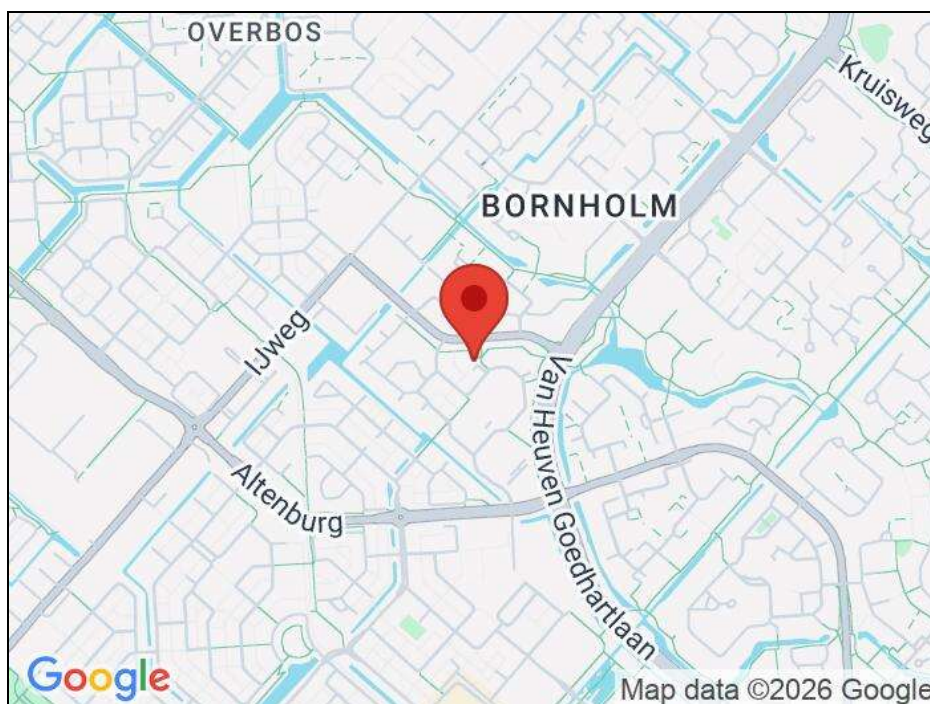 OVERBOS
Kruisweg
BORNHOLM
IJweg
Van Heuven Goedhartlaan
Altenburg
Google
Map data ©2026 Google